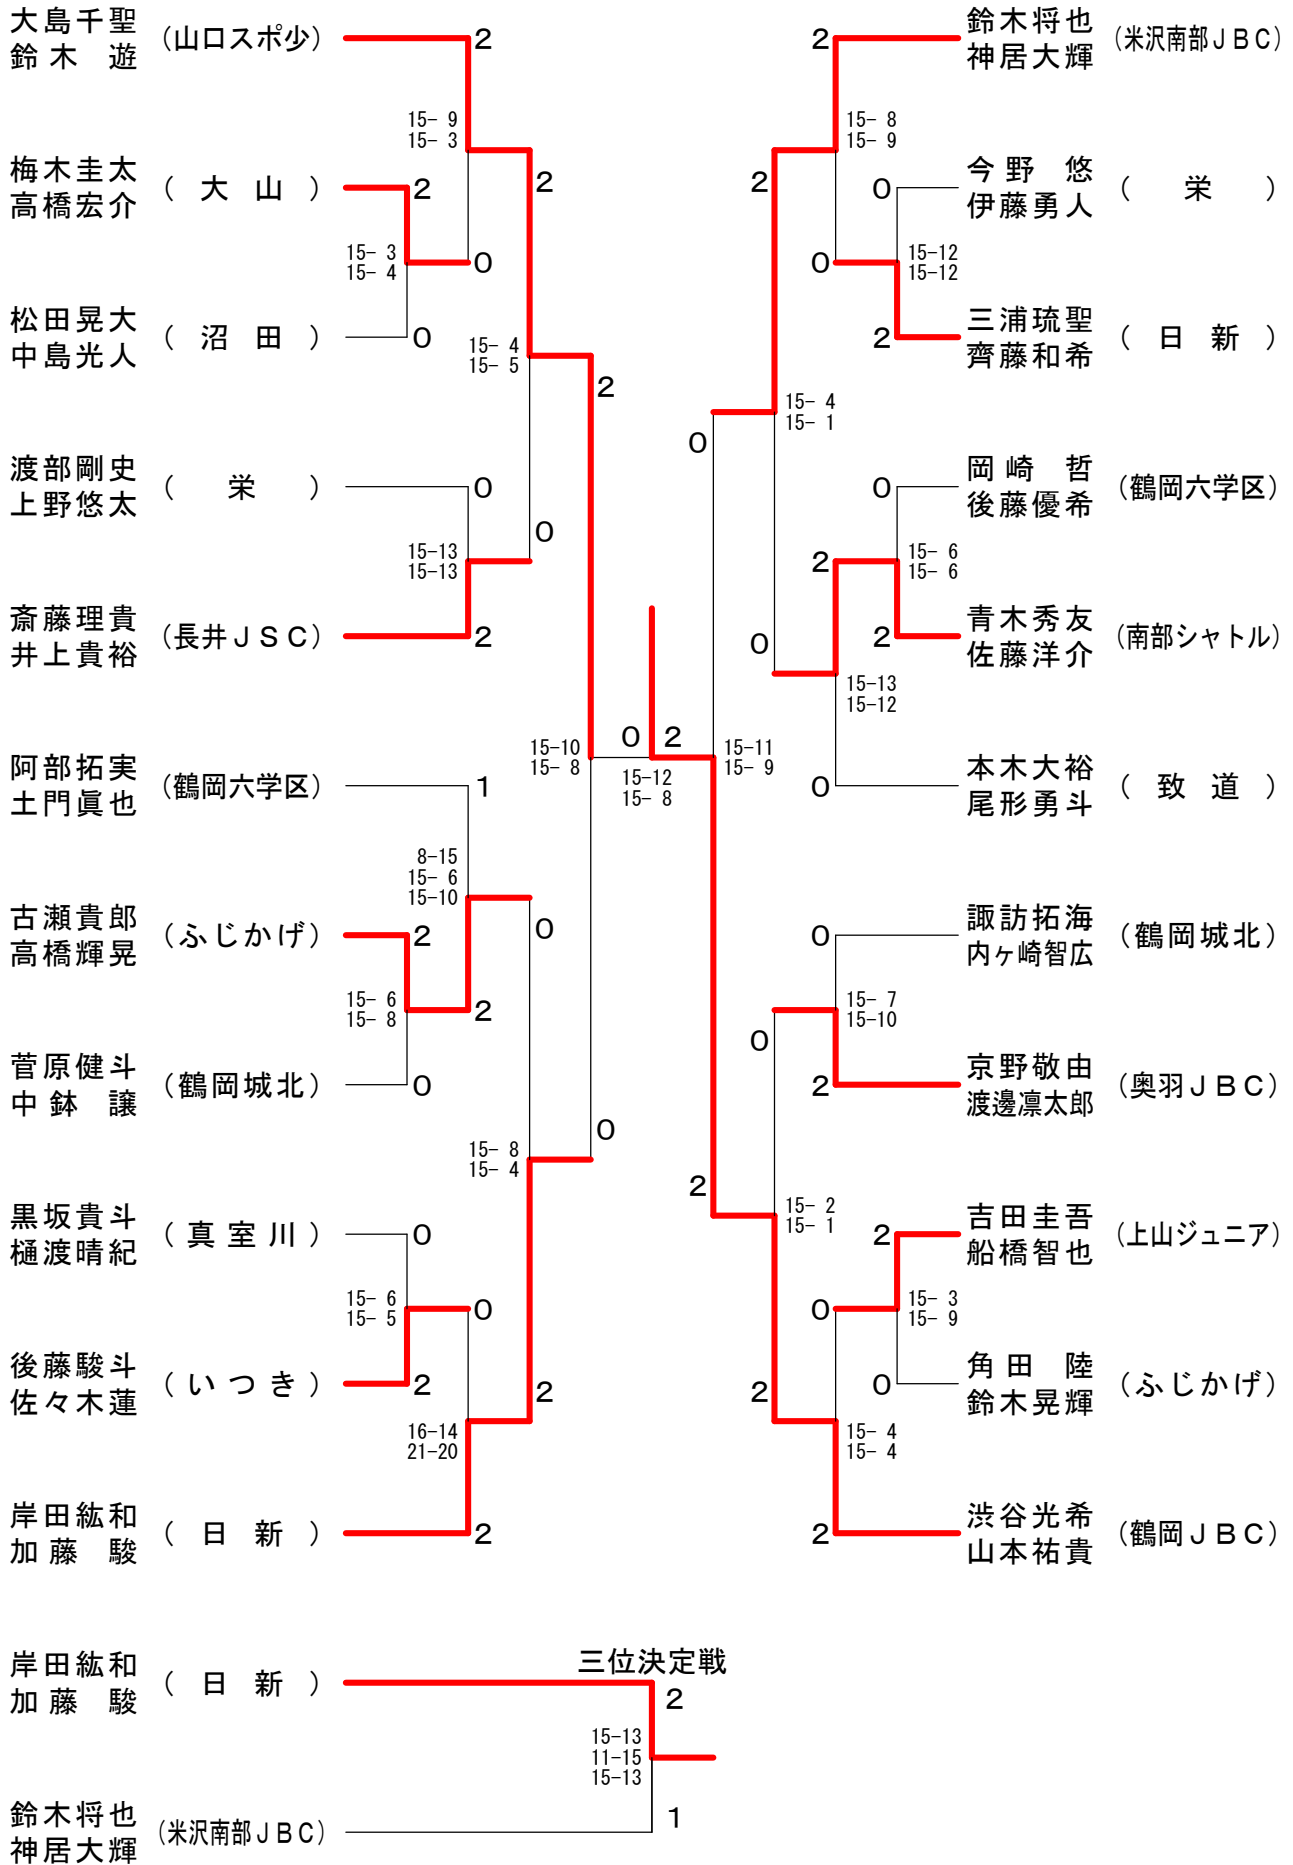 大島千聖
鈴木　遊
（山口スポ少）
2
15- 9
15- 3
2
梅木圭太
高橋宏介
（　大　山　）
2
15- 3
15- 4
0
松田晃大
中島光人
（　沼　田　）
0
15- 4
15- 5
2
渡部剛史
上野悠太
（　　栄　　）
0
0
15-13
15-13
斎藤理貴
井上貴裕
（長井ＪＳＣ）
2
15-10
15- 8
阿部拓実
土門眞也
（鶴岡六学区）
1
8-15
15- 6
15-10
古瀬貴郎
高橋輝晃
（ふじかげ）
2
0
15- 6
15- 8
2
菅原健斗
中鉢　譲
（鶴岡城北）
0
15- 8
15- 4
0
黒坂貴斗
樋渡晴紀
（真室川）
0
15- 6
15- 5
0
後藤駿斗
佐々木蓮
（いつき）
2
2
16-14
21-20
岸田紘和
加藤　駿
（　日　新　）
2
0
2
15-12
15- 8
鈴木将也
神居大輝
（米沢南部ＪＢＣ）
2
15- 8
15- 9
2
今野　悠
伊藤勇人
（　　栄　　）
0
15-12
15-12
0
三浦琉聖
齊藤和希
（　日　新　）
2
15- 4
15- 1
0
岡崎　哲
後藤優希
（鶴岡六学区）
0
15- 6
15- 6
2
青木秀友
佐藤洋介
（南部シャトル）
2
0
15-13
15-12
15-11
15- 9
本木大裕
尾形勇斗
（　致　道　）
0
諏訪拓海
内ヶ崎智広
（鶴岡城北）
0
15- 7
15-10
0
京野敬由
渡邊凛太郎
（奥羽ＪＢＣ）
2
2
15- 2
15- 1
吉田圭吾
船橋智也
（上山ジュニア）
2
15- 3
15- 9
0
角田　陸
鈴木晃輝
（ふじかげ）
0
2
15- 4
15- 4
渋谷光希
山本祐貴
（鶴岡ＪＢＣ）
2
三位決定戦
岸田紘和
加藤　駿
（　日　新　）
2
15-13
11-15
15-13
鈴木将也
神居大輝
（米沢南部ＪＢＣ）
1